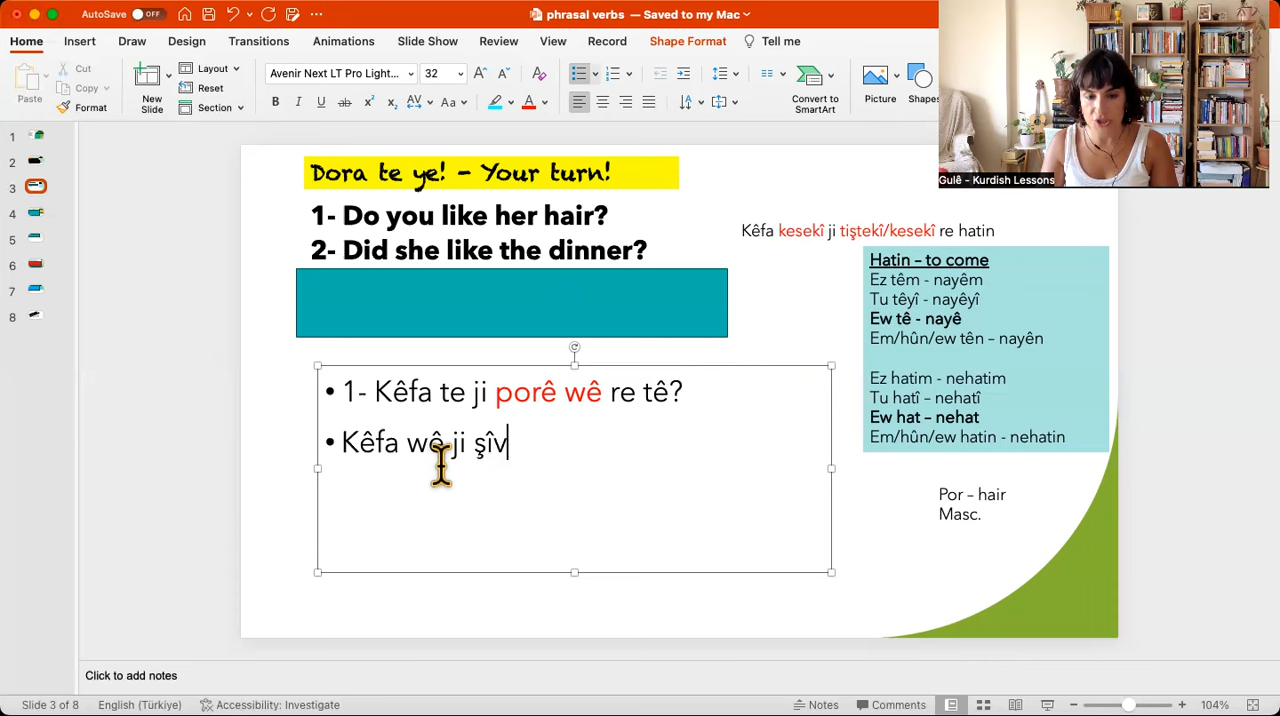 AutoSave OFF
phrasal verbs — Saved to my Mac
Home Insert Draw Design Transitions Animations Slide Show Review View Record Shape Format Tell me
Paste
Cut
Copy
Format
New Slide
Layout
Reset
Section
Avenir Next LT Pro Light... 32
B I U ab x² x₂ AV Aa A
Convert to SmartArt
Picture
Shapes
Gulê - Kurdish Lessons
1
2
3
4
5
6
7
8
Dora te ye! – Your turn!
1- Do you like her hair?
2- Did she like the dinner?
Kêfa kesekî ji tiştekî/kesekî re hatin
Hatin – to come
Ez têm - nayêm
Tu têyî - nayêyî
Ew tê - nayê
Em/hûn/ew tên – nayên
Ez hatim - nehatim
Tu hatî – nehatî
Ew hat – nehat
Em/hûn/ew hatin - nehatin
• 1- Kêfa te ji porê wê re tê?
• Kêfa wê ji şîv
Por – hair
Masc.
Click to add notes
Slide 3 of 8 English (Türkiye) Accessibility: Investigate Notes Comments 104%